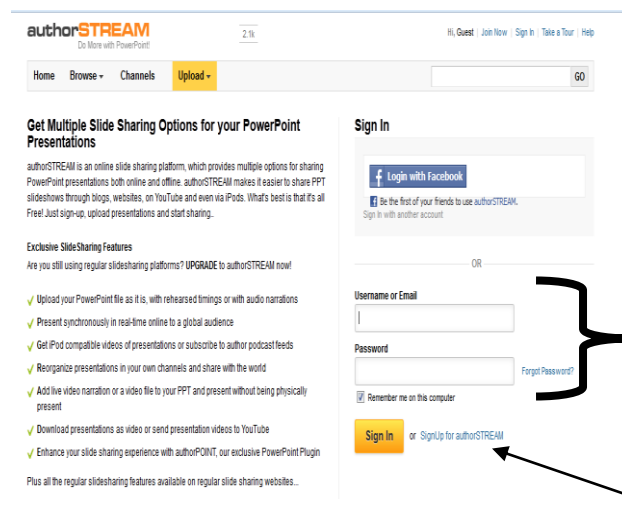 authorSTREAM
Do More with PowerPoint!
2.1k
Hi, Guest | Join Now | Sign In | Take a Tour | Help
Home Browse Channels Upload GO
Get Multiple Slide Sharing Options for your PowerPoint
Presentations
authorSTREAM is an online slide sharing platform, which provides multiple options for sharing
PowerPoint presentations both online and offline. authorSTREAM makes it easier to share PPT
slideshows through blogs, websites, on YouTube and even via iPods. What's best is that it's all
Free! Just sign-up, upload presentations and start sharing..
Exclusive SlideSharing Features
Are you still using regular slidesharing platforms? UPGRADE to authorSTREAM now!
Upload your PowerPoint file as it is, with rehearsed timings or with audio narrations
Present synchronously in real-time online to a global audience
Get iPod compatible videos of presentations or subscribe to author podcast feeds
Reorganize presentations in your own channels and share with the world
Add live video narration or a video file to your PPT and present without being physically
present
Download presentations as video or send presentation videos to YouTube
Enhance your slide sharing experience with authorPOINT, our exclusive PowerPoint Plugin
Plus all the regular slidesharing features available on regular slide sharing websites...
Sign In
f Login with Facebook
f Be the first of your friends to use authorSTREAM.
Sign In with another account
OR
Username or Email
Password
Forgot Password?
Remember me on this computer
Sign In or SignUp for authorSTREAM